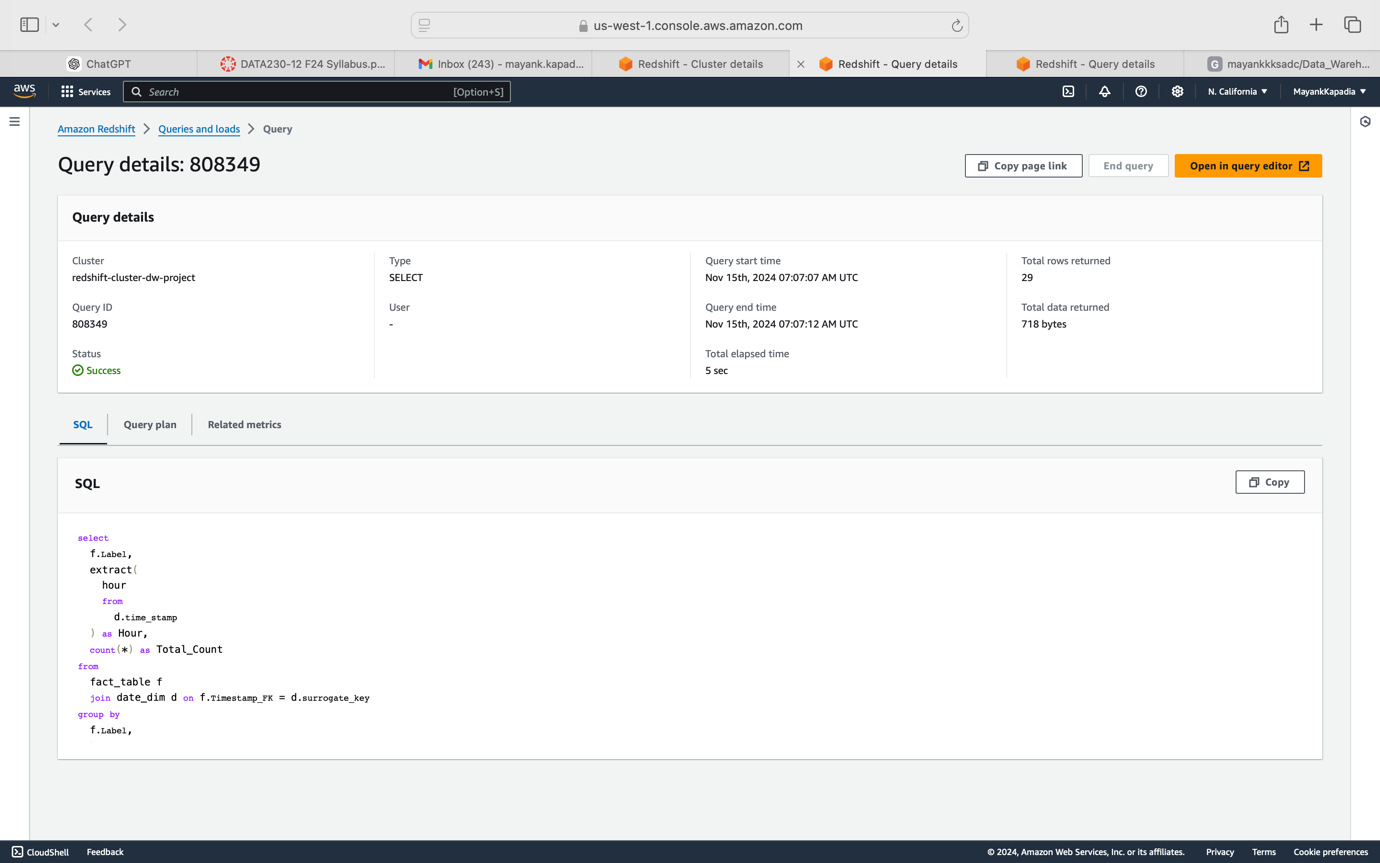 us-west-1.console.aws.amazon.com
ChatGPT
DATA230-12 F24 Syllabus.p...
Inbox (243) - mayank.kapad...
Redshift - Cluster details
Redshift - Query details
Redshift - Query details
G mayankkksadc/Data_Wareh...
aws
Services
Search
[Option+S]
N. California
MayankKapadia
Amazon Redshift
Queries and loads
Query
Query details: 808349
Copy page link
End query
Open in query editor
Query details
Cluster
redshift-cluster-dw-project
Query ID
808349
Status
Success
Type
SELECT
User
-
Query start time
Nov 15th, 2024 07:07:07 AM UTC
Query end time
Nov 15th, 2024 07:07:12 AM UTC
Total elapsed time
5 sec
Total rows returned
29
Total data returned
718 bytes
SQL
Query plan
Related metrics
SQL
Copy
select
f.Label,
extract(
hour
from
d.time_stamp
) as Hour,
count(*) as Total_Count
from
fact_table f
join date_dim d on f.Timestamp_FK = d.surrogate_key
group by
f.Label,
CloudShell
Feedback
© 2024, Amazon Web Services, Inc. or its affiliates.
Privacy
Terms
Cookie preferences